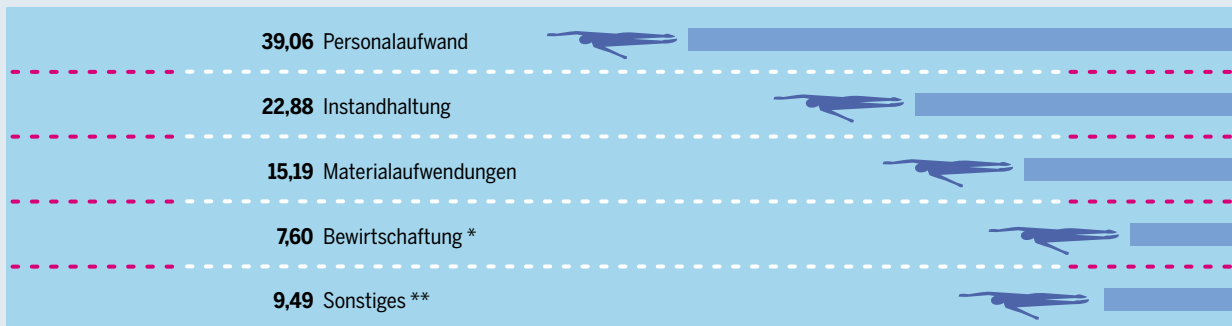 39,06 Personalaufwand
22,88 Instandhaltung
15,19 Materialaufwendungen
7,60 Bewirtschaftung *
9,49 Sonstiges **